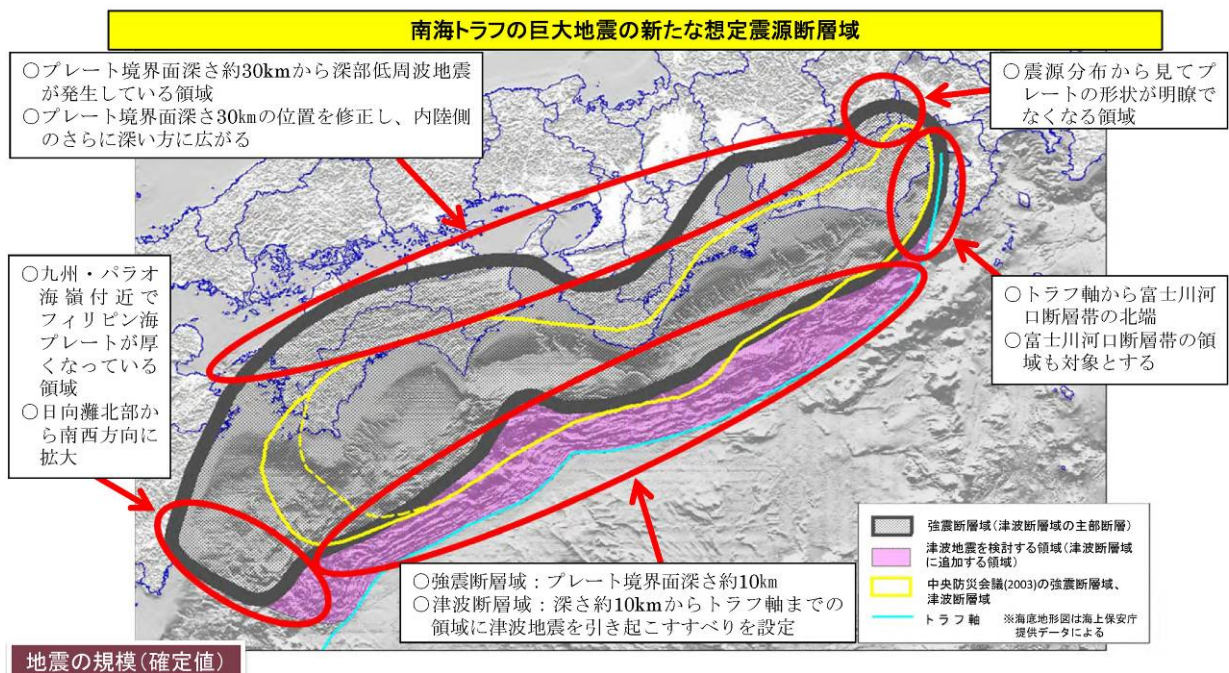 南海トラフの巨大地震の新たな想定震源断層域
○プレート境界面深さ約30kmから深部低周波地震
が発生している領域
○プレート境界面深さ30㎞の位置を修正し、内陸側
のさらに深い方に広がる
○震源分布から見てプ
レートの形状が明瞭で
なくなる領域
○九州・パラオ
海嶺付近で
フィリピン海
プレートが厚
くなっている
領域
○日向灘北部か
ら南西方向に
拡大
○トラフ軸から富士川河
口断層帯の北端
○富士川河口断層帯の領
域も対象とする
○強震断層域：プレート境界面深さ約10㎞
○津波断層域：深さ約10kmからトラフ軸までの
領域に津波地震を引き起こすすべりを設定
強震断層域(津波断層域の主部断層)
津波地震を検討する領域(津波断層域
に追加する領域)
中央防災会議(2003)の強震断層域、
津波断層域
トラフ軸 ※海底地形図は海上保安庁
提供データによる
地震の規模(確定値)